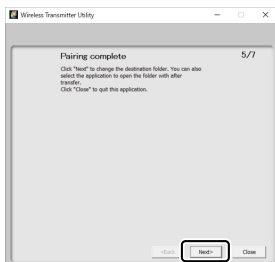 Wireless Transmitter Utility
Pairing complete 5/7
Click "Next" to change the destination folder. You can also
select the application to open the folder with after
transfer.
Click "Close" to quit this application.
<Back Next> Close